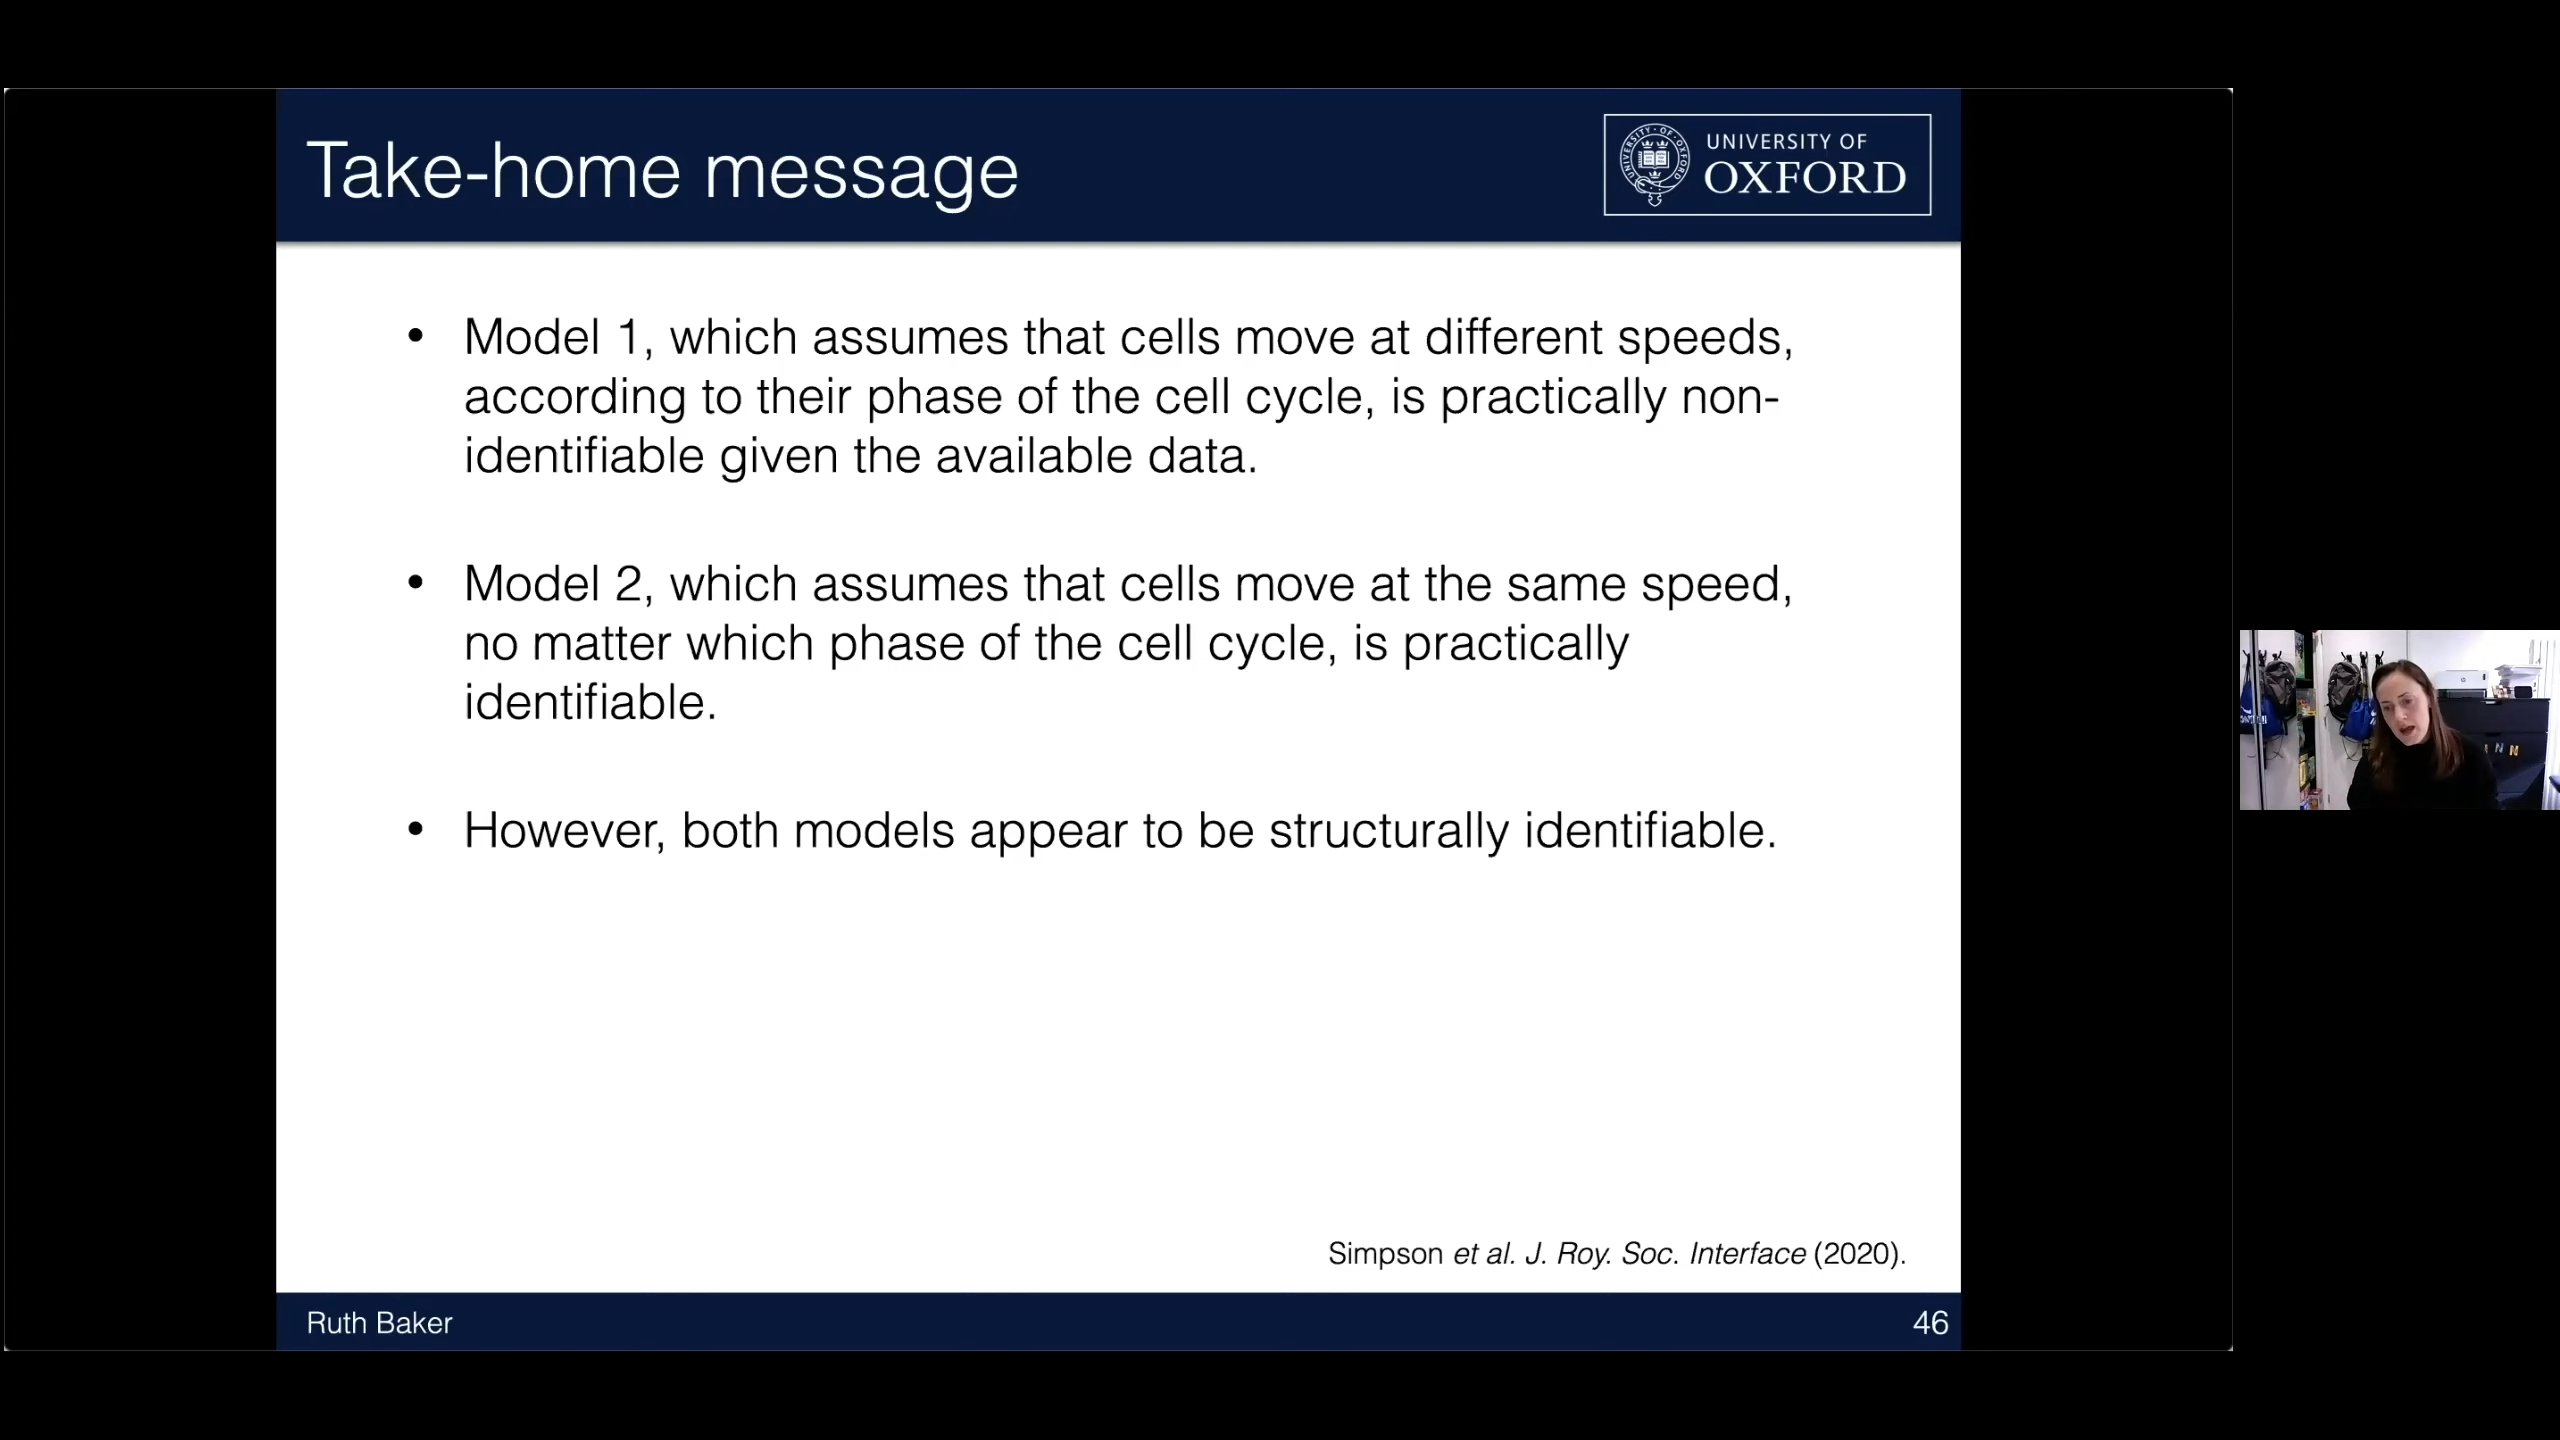 Take-home message
UNIVERSITY OF
OXFORD
• Model 1, which assumes that cells move at different speeds,
according to their phase of the cell cycle, is practically non-
identifiable given the available data.
• Model 2, which assumes that cells move at the same speed,
no matter which phase of the cell cycle, is practically
identifiable.
• However, both models appear to be structurally identifiable.
Simpson et al. J. Roy. Soc. Interface (2020).
Ruth Baker
46